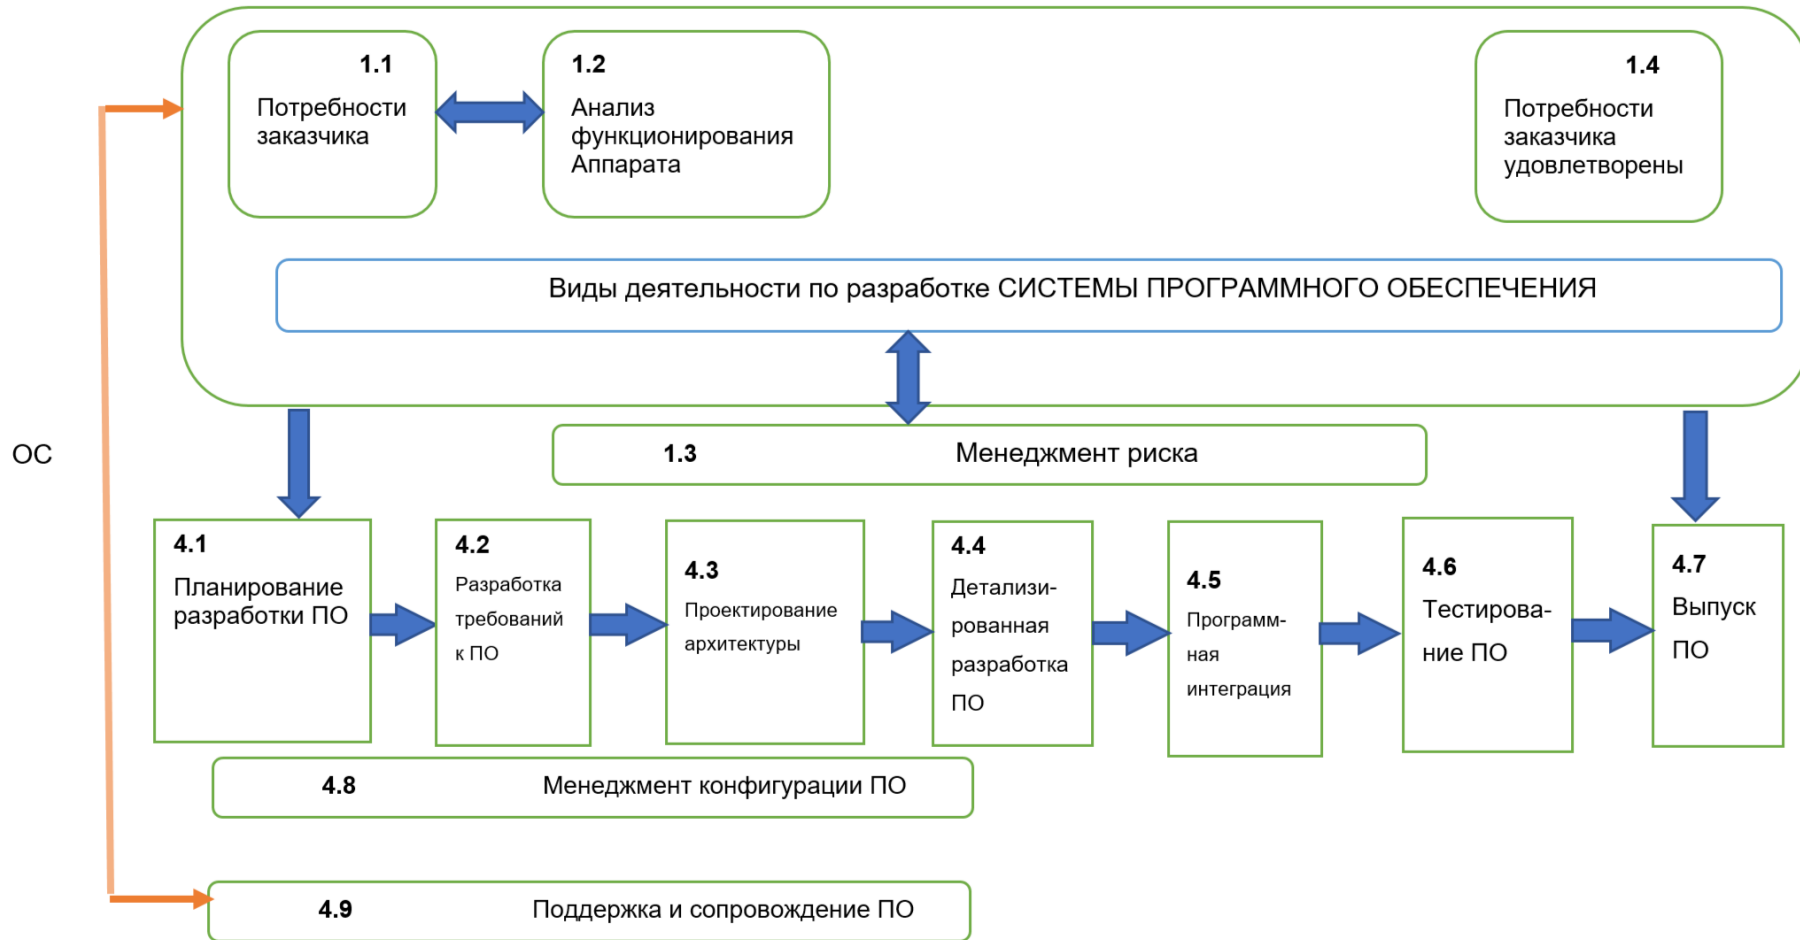 1.1
Потребности
заказчика
1.2
Анализ
функционирования
Аппарата
1.4
Потребности
заказчика
удовлетворены
Виды деятельности по разработке СИСТЕМЫ ПРОГРАММНОГО ОБЕСПЕЧЕНИЯ
ОС
1.3 Менеджмент риска
4.1
Планирование
разработки ПО
4.2
Разработка
требований
к ПО
4.3
Проектирование
архитектуры
4.4
Детализи-
рованная
разработка
ПО
4.5
Программ-
ная
интеграция
4.6
Тестирова-
ние ПО
4.7
Выпуск
ПО
4.8 Менеджмент конфигурации ПО
4.9 Поддержка и сопровождение ПО